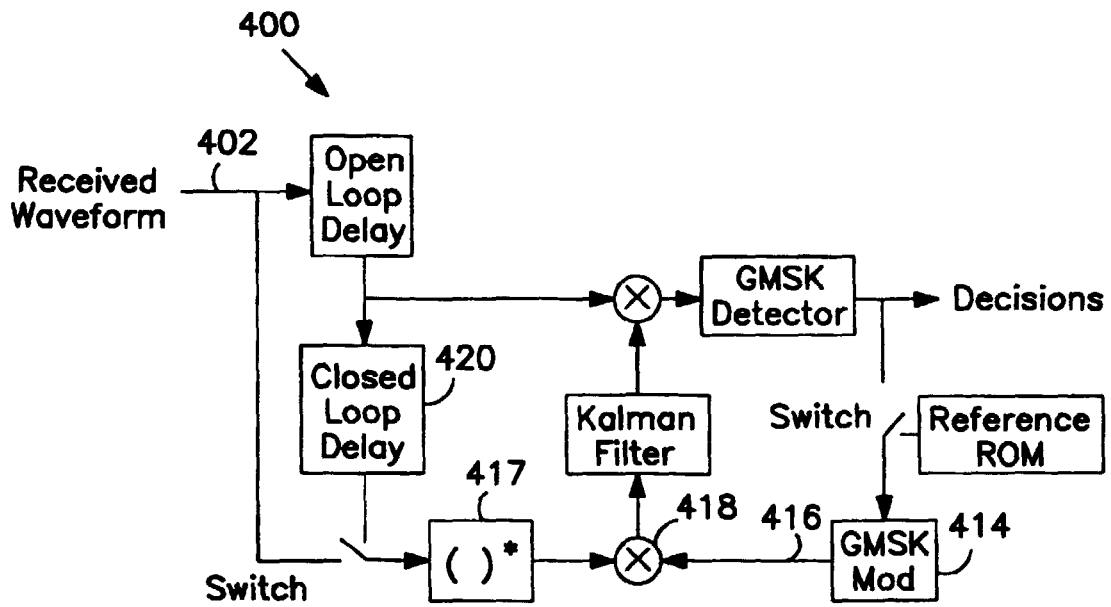 400
402
Received
Waveform
Open
Loop
Delay
×
GMSK
Detector
Decisions
Closed
Loop
Delay
420
Kalman
Filter
Switch
Reference
ROM
417
( )*
×
418
416
GMSK
Mod
414
Switch